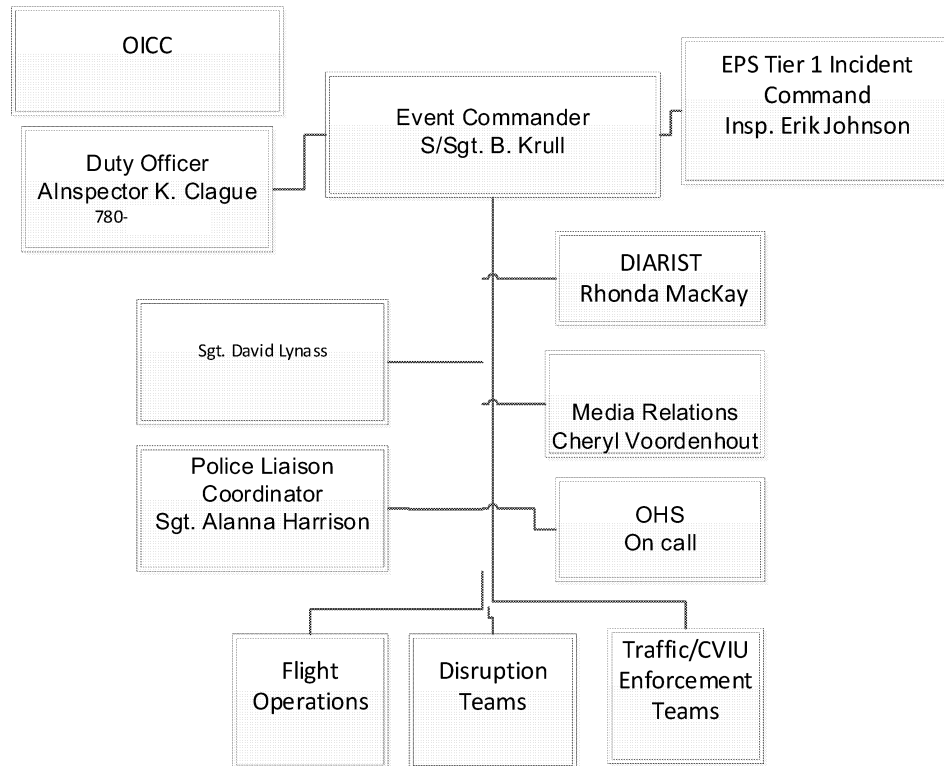 OICC
EPS Tier 1 Incident
Command
Insp. Erik Johnson
Event Commander
S/Sgt. B. Krull
Duty Officer
AInspector K. Clague
780-
DIARIST
Rhonda MacKay
Sgt. David Lynass
Media Relations
Cheryl Voordenhout
Police Liaison
Coordinator
Sgt. Alanna Harrison
OHS
On call
Flight
Operations
Disruption
Teams
Traffic/CVIU
Enforcement
Teams